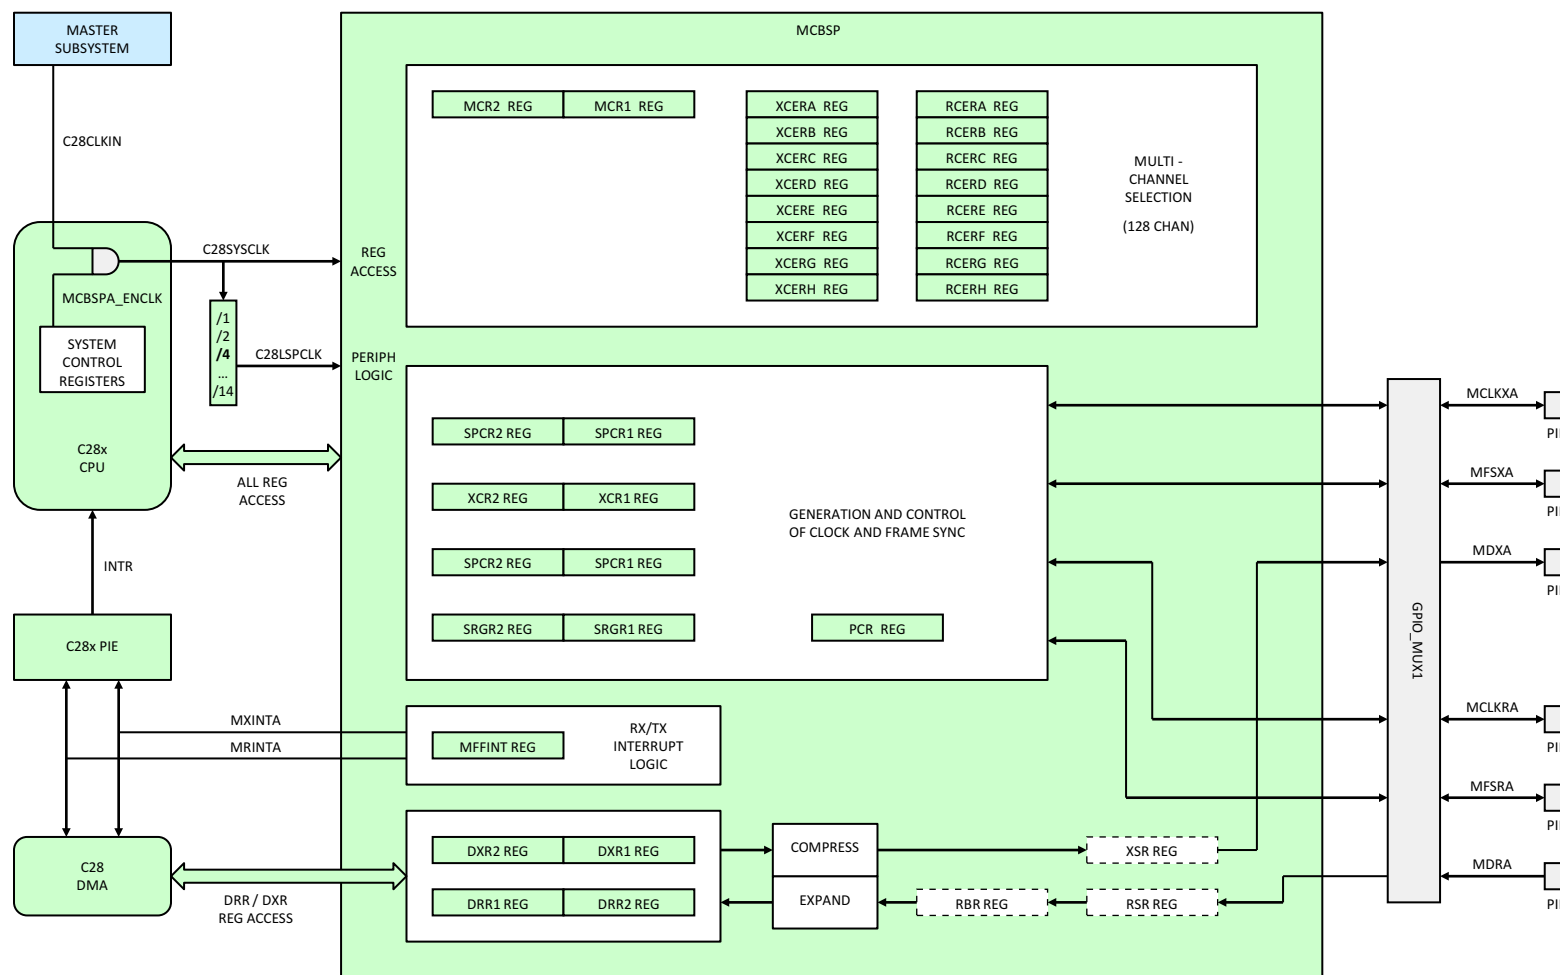 MASTER
SUBSYSTEM
MCBSP
C28CLKIN
MCR2 REG
MCR1 REG
XCERA REG
XCERB REG
XCERC REG
XCERD REG
XCERE REG
XCERF REG
XCERG REG
XCERH REG
RCERA REG
RCERB REG
RCERC REG
RCERD REG
RCERE REG
RCERF REG
RCERG REG
RCERH REG
MULTI -
CHANNEL
SELECTION
(128 CHAN)
C28SYSCLK
REG
ACCESS
MCBSPA_ENCLK
SYSTEM
CONTROL
REGISTERS
/1
/2
/4
...
/14
C28LSPCLK
PERIPH
LOGIC
C28x
CPU
ALL REG
ACCESS
SPCR2 REG
SPCR1 REG
XCR2 REG
XCR1 REG
SPCR2 REG
SPCR1 REG
SRGR2 REG
SRGR1 REG
GENERATION AND CONTROL
OF CLOCK AND FRAME SYNC
PCR REG
INTR
C28x PIE
MXINTA
MRINTA
MFFINT REG
RX/TX
INTERRUPT
LOGIC
C28
DMA
DRR / DXR
REG ACCESS
DXR2 REG
DXR1 REG
DRR1 REG
DRR2 REG
COMPRESS
EXPAND
XSR REG
RBR REG
RSR REG
GPIO_MUX1
MCLKXA
MFSXA
MDXA
MCLKRA
MFSRA
MDRA